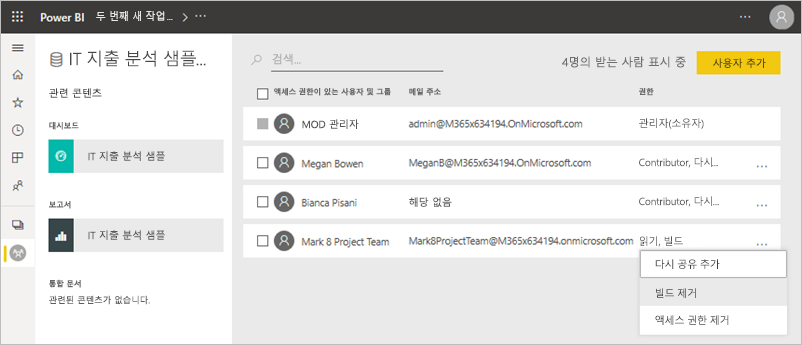 Power BI 두 번째 새 작업... > ...
IT 지출 분석 샘플...
관련 콘텐츠
대시보드
IT 지출 분석 샘플
보고서
IT 지출 분석 샘플
통합 문서
관련된 콘텐츠가 없습니다.
검색...
4명의 받는 사람 표시 중
사용자 추가
액세스 권한이 있는 사용자 및 그룹 메일 주소 권한
MOD 관리자 admin@M365x634194.OnMicrosoft.com 관리자(소유자)
Megan Bowen MeganB@M365x634194.OnMicrosoft.com Contributor, 다시... ...
Bianca Pisani 해당 없음 Contributor, 다시... ...
Mark 8 Project Team Mark8ProjectTeam@M365x634194.onmicrosoft.com 읽기, 빌드 ...
다시 공유 추가
빌드 제거
액세스 권한 제거